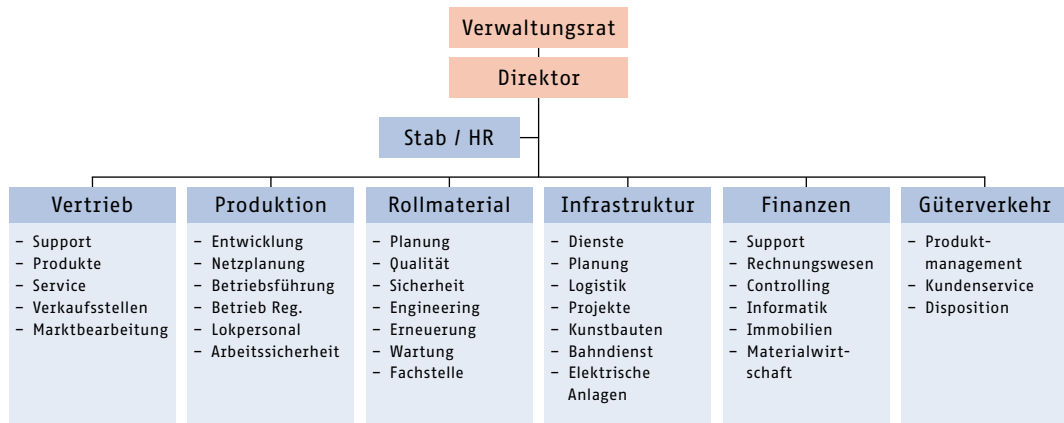 Verwaltungsrat
Direktor
Stab / HR
Vertrieb
– Support
– Produkte
– Service
– Verkaufsstellen
– Marktbearbeitung
Produktion
– Entwicklung
– Netzplanung
– Betriebsführung
– Betrieb Reg.
– Lokpersonal
– Arbeitssicherheit
Rollmaterial
– Planung
– Qualität
– Sicherheit
– Engineering
– Erneuerung
– Wartung
– Fachstelle
Infrastruktur
– Dienste
– Planung
– Logistik
– Projekte
– Kunstbauten
– Bahndienst
– Elektrische
Anlagen
Finanzen
– Support
– Rechnungswesen
– Controlling
– Informatik
– Immobilien
– Materialwirt-
schaft
Güterverkehr
– Produkt-
management
– Kundenservice
– Disposition